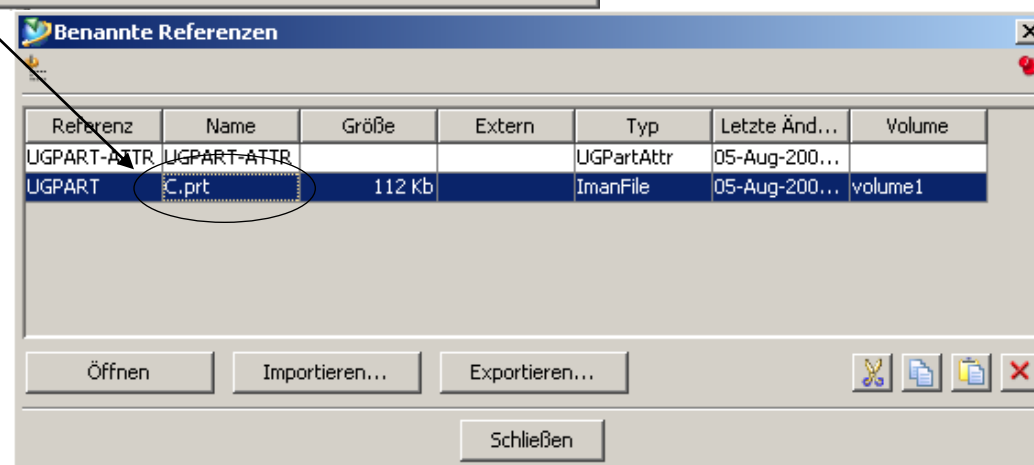 Benannte Referenzen
Referenz Name Größe Extern Typ Letzte Änd... Volume
UGPART-ATTR UGPART-ATTR UGPartAttr 05-Aug-200...
UGPART C.prt 112 Kb ImanFile 05-Aug-200... volume1
Öffnen Importieren... Exportieren...
Schließen